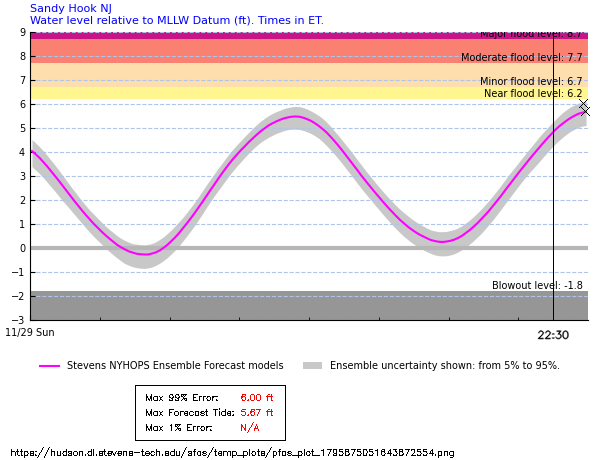 Sandy Hook NJ
Water level relative to MLLW Datum (ft). Times in ET.
9
Major flood level: 8.7
8
Moderate flood level: 7.7
7
Minor flood level: 6.7
Near flood level: 6.2
6
5
4
3
2
1
0
−1
Blowout level: -1.8
−2
−3
11/29 Sun
22:30
Stevens NYHOPS Ensemble Forecast models
Ensemble uncertainty shown: from 5% to 95%.
Max 99% Error: 6.00 ft
Max Forecast Tide: 5.67 ft
Max 1% Error: N/A
https://hudson.dl.stevens-tech.edu/sfas/temp_plots/pfas_plot_1795875051643872554.png